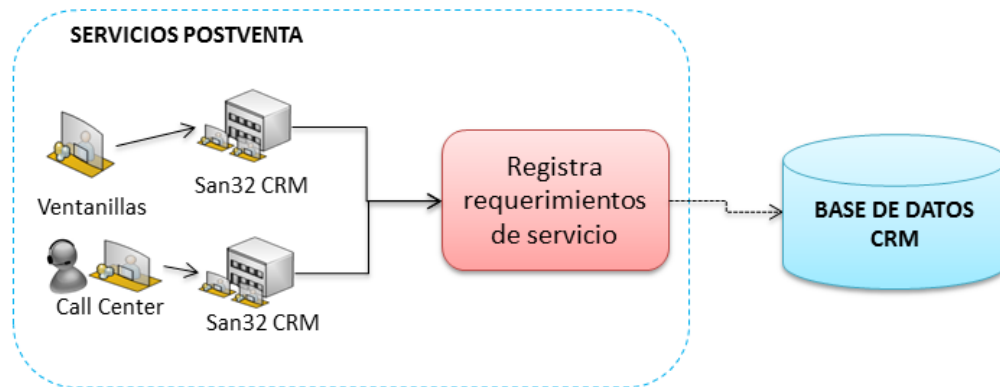 SERVICIOS POSTVENTA
Ventanillas
San32 CRM
Call Center
San32 CRM
Registra
requerimientos
de servicio
BASE DE DATOS
CRM